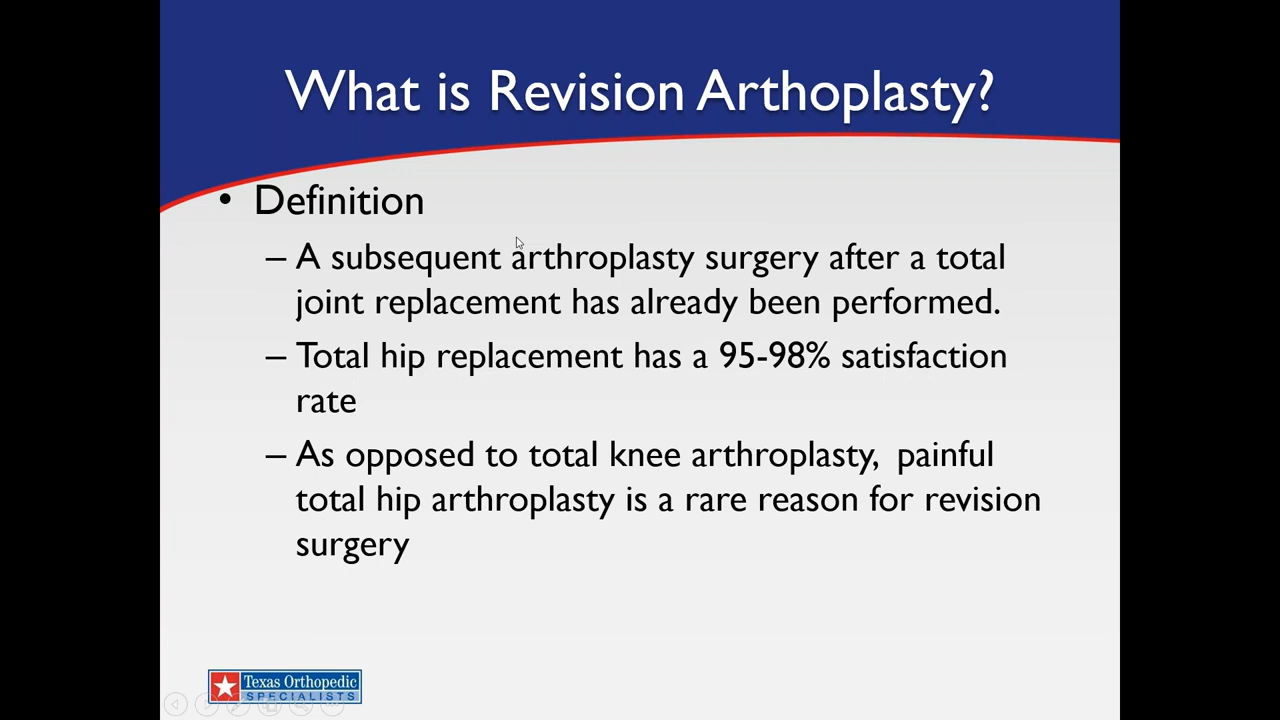 What is Revision Arthoplasty?
• Definition
– A subsequent arthroplasty surgery after a total
joint replacement has already been performed.
– Total hip replacement has a 95-98% satisfaction
rate
– As opposed to total knee arthroplasty, painful
total hip arthroplasty is a rare reason for revision
surgery
Texas Orthopedic
SPECIALISTS